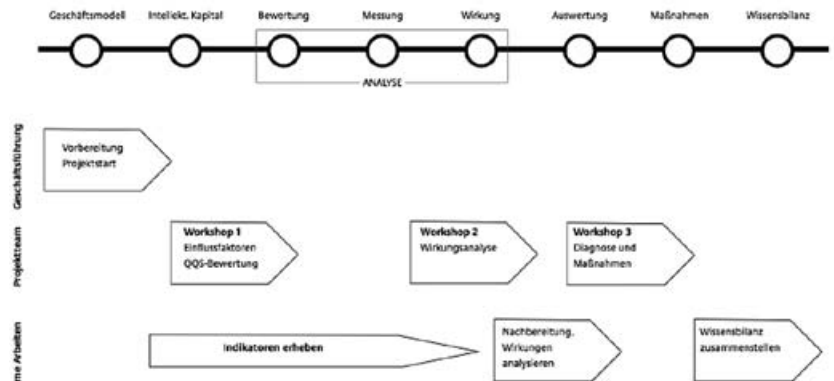 Geschäftsmodell Intellekt. Kapital Bewertung Messung Wirkung Auswertung Maßnahmen Wissensbilanz
ANALYSE
Geschäftsführung
Vorbereitung
Projektstart
Projektteam
Workshop 1
Einflussfaktoren
QQS-Bewertung
Workshop 2
Wirkungsanalyse
Workshop 3
Diagnose und
Maßnahmen
Arbeiten
Indikatoren erheben
Nachbereitung,
Wirkungen
analysieren
Wissensbilanz
zusammenstellen